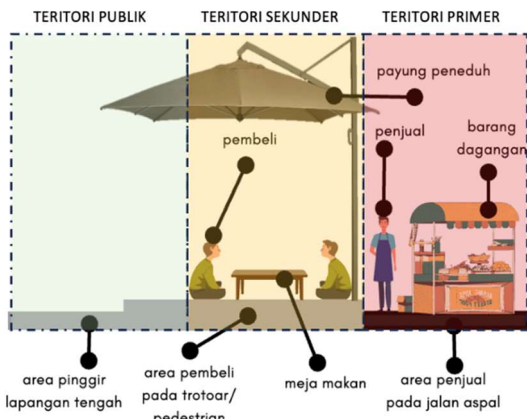 TERITORI PUBLIK
TERITORI SEKUNDER
TERITORI PRIMER
payung peneduh
pembeli
penjual
barang
dagangan
area pinggir
lapangan tengah
area pembeli
pada trotoar/
pedestrian
meja makan
area penjual
pada jalan aspal